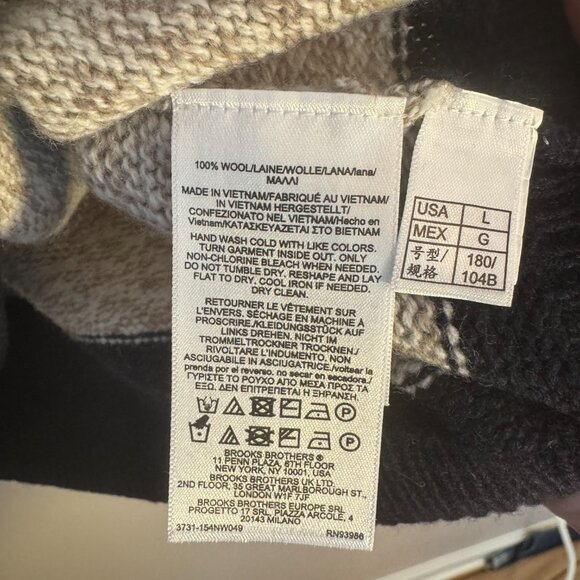 100% WOOL/LAINE/WOLLE/LANA/lana/
ΜΑΛΛΙ
MADE IN VIETNAM/FABRIQUÉ AU VIETNAM/
IN VIETNAM HERGESTELLT/
CONFEZIONATO NEL VIETNAM/Hecho en
Vietnam/ΚΑΤΑΣΚΕΥΑΖΕΤΑΙ ΣΤΟ ΒΙΕΤΝΑΜ
HAND WASH COLD WITH LIKE COLORS.
TURN GARMENT INSIDE OUT. ONLY
NON-CHLORINE BLEACH WHEN NEEDED.
DO NOT TUMBLE DRY. RESHAPE AND LAY
FLAT TO DRY. COOL IRON IF NEEDED.
DRY CLEAN.
RETOURNER LE VÊTEMENT SUR
L'ENVERS. SÉCHAGE EN MACHINE À
PROSCRIRE./KLEIDUNGSSTÜCK AUF
LINKS DREHEN. NICHT IM
TROMMELTROCKNER TROCKNEN./
RIVOLTARE L'INDUMENTO. NON
ASCIUGABILE IN ASCIUGATRICE./voltear la
prenda por el reverso. no secar en secadora./
ΓΥΡΙΣΤΕ ΤΟ ΡΟΥΧΟ ΑΠΟ ΜΕΣΑ ΠΡΟΣ ΤΑ
ΕΞΩ. ΔΕΝ ΕΠΙΤΡΕΠΕΤΑΙ Η ΞΗΡΑΝΣΗ.
BROOKS BROTHERS ®
11 PENN PLAZA, 6TH FLOOR
NEW YORK, NY 10001. USA
BROOKS BROTHERS UK LTD.
2ND FLOOR, 35 GREAT MARLBOROUGH ST.,
LONDON W1F 7JF
BROOKS BROTHERS EUROPE SRL
PROGETTO 17 SRL, PIAZZA ARCOLE, 4
20143 MILANO
3731-154NW049 RN93986
USA L
MEX G
号型/ 180/
规格 104B